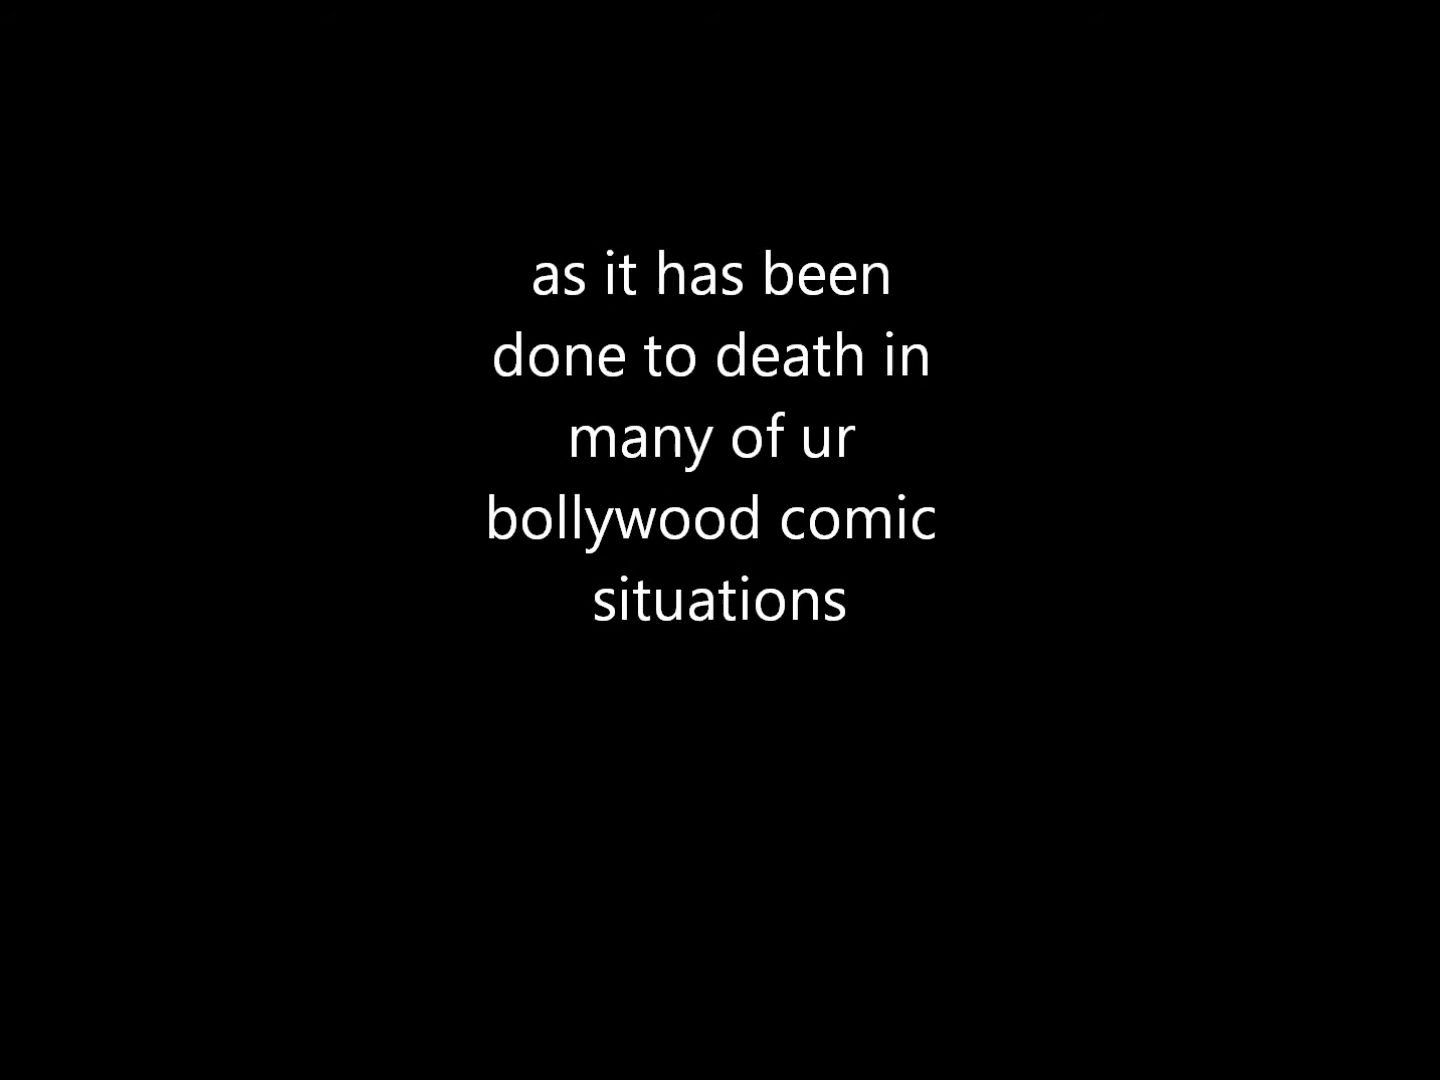 as it has been
done to death in
many of ur
bollywood comic
situations